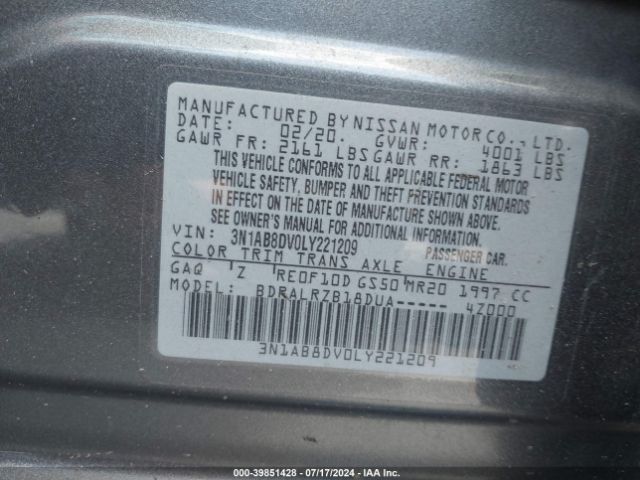 MANUFACTURED BY NISSAN MOTOR CO., LTD.
DATE: 02/20. GVWR: 4001 LBS
GAWR FR: 2161 LBS GAWR RR: 1863 LBS
THIS VEHICLE CONFORMS TO ALL APPLICABLE FEDERAL MOTOR
VEHICLE SAFETY, BUMPER AND THEFT PREVENTION STANDARDS
IN EFFECT ON THE DATE OF MANUFACTURE SHOWN ABOVE.
SEE OWNER'S MANUAL FOR ADDITIONAL INFORMATION.
VIN: 3N1AB8DV0LY221209 PASSENGER CAR.
COLOR TRIM TRANS AXLE ENGINE
GAQ 'Z 'RE0F10D GS50 MR20 1997 CC
MODEL: BDRALRZB18DUA----- 4Z000
3N1AB8DV0LY221209
000-39851428 | 07/17/2024 | IAA Inc.